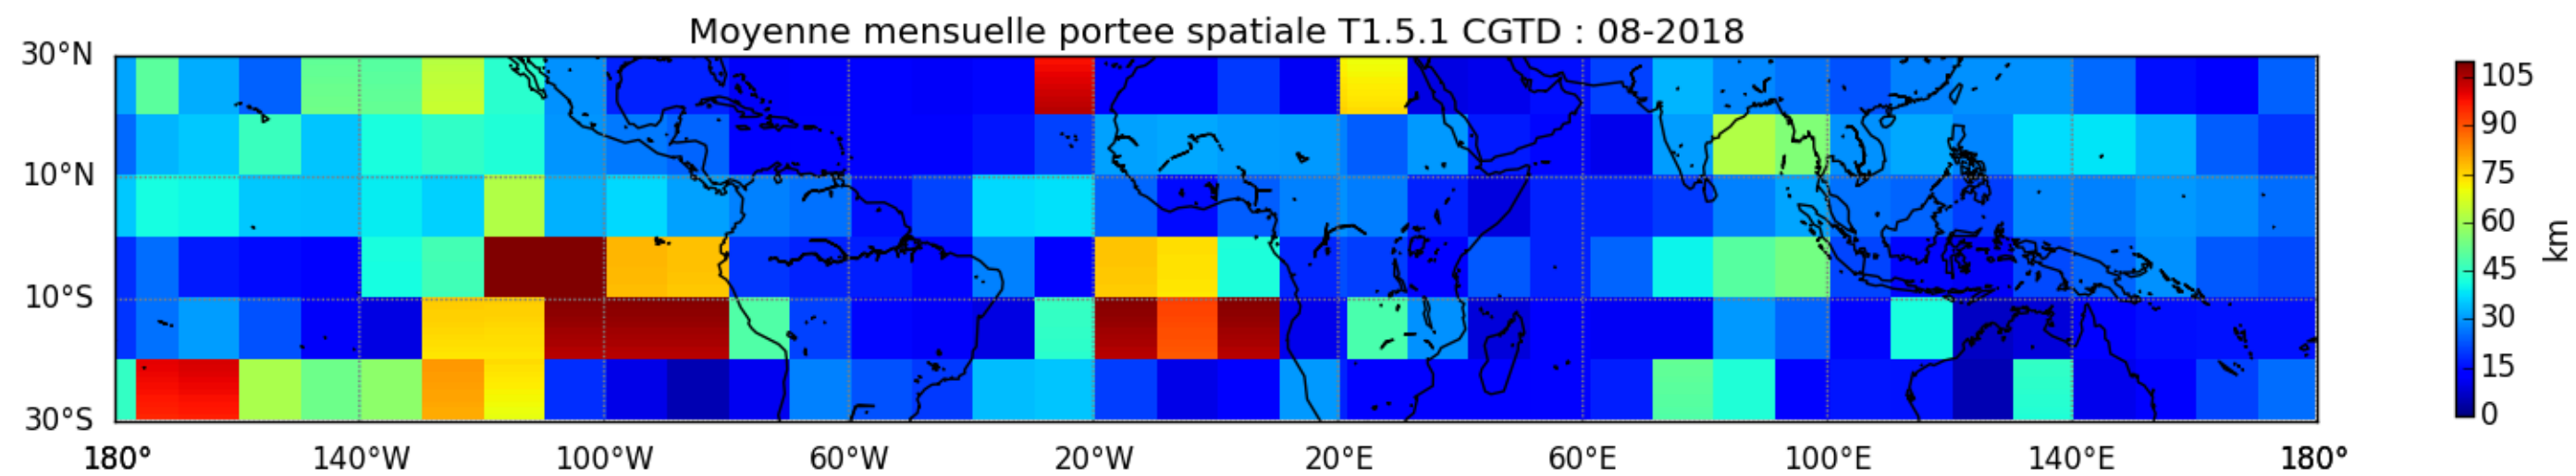 Moyenne mensuelle portee spatiale T1.5.1 CGTD : 08-2018
30°N
10°N
10°S
30°S
180° 140°W 100°W 60°W 20°W 20°E 60°E 100°E 140°E 180°
105
90
75
60
45
30
15
0
km